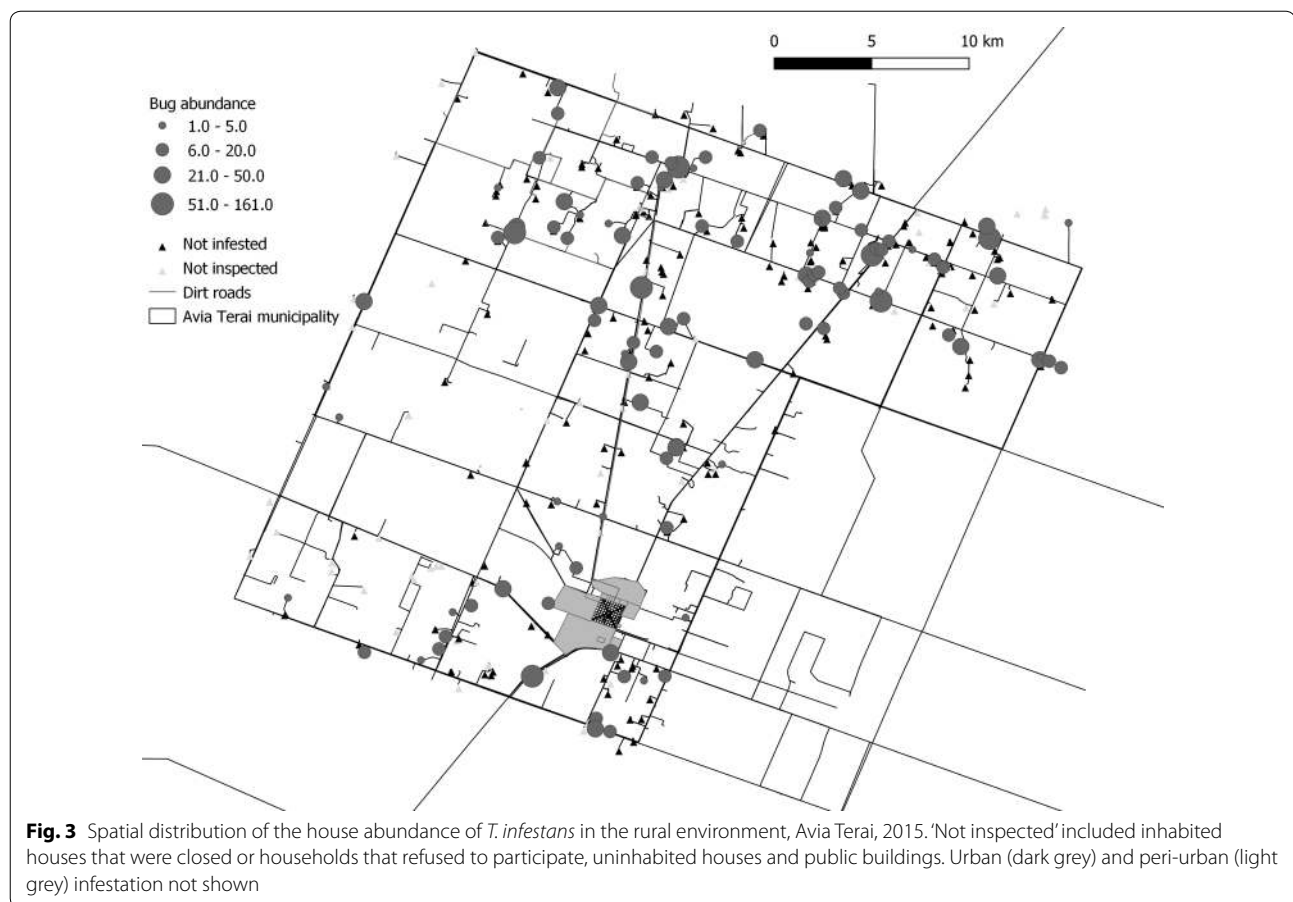 0 5 10 km
Bug abundance
1.0 - 5.0
6.0 - 20.0
21.0 - 50.0
51.0 - 161.0
Not infested
Not inspected
Dirt roads
Avia Terai municipality
Fig. 3 Spatial distribution of the house abundance of T. infestans in the rural environment, Avia Terai, 2015. ‘Not inspected’ included inhabited
houses that were closed or households that refused to participate, uninhabited houses and public buildings. Urban (dark grey) and peri-urban (light
grey) infestation not shown